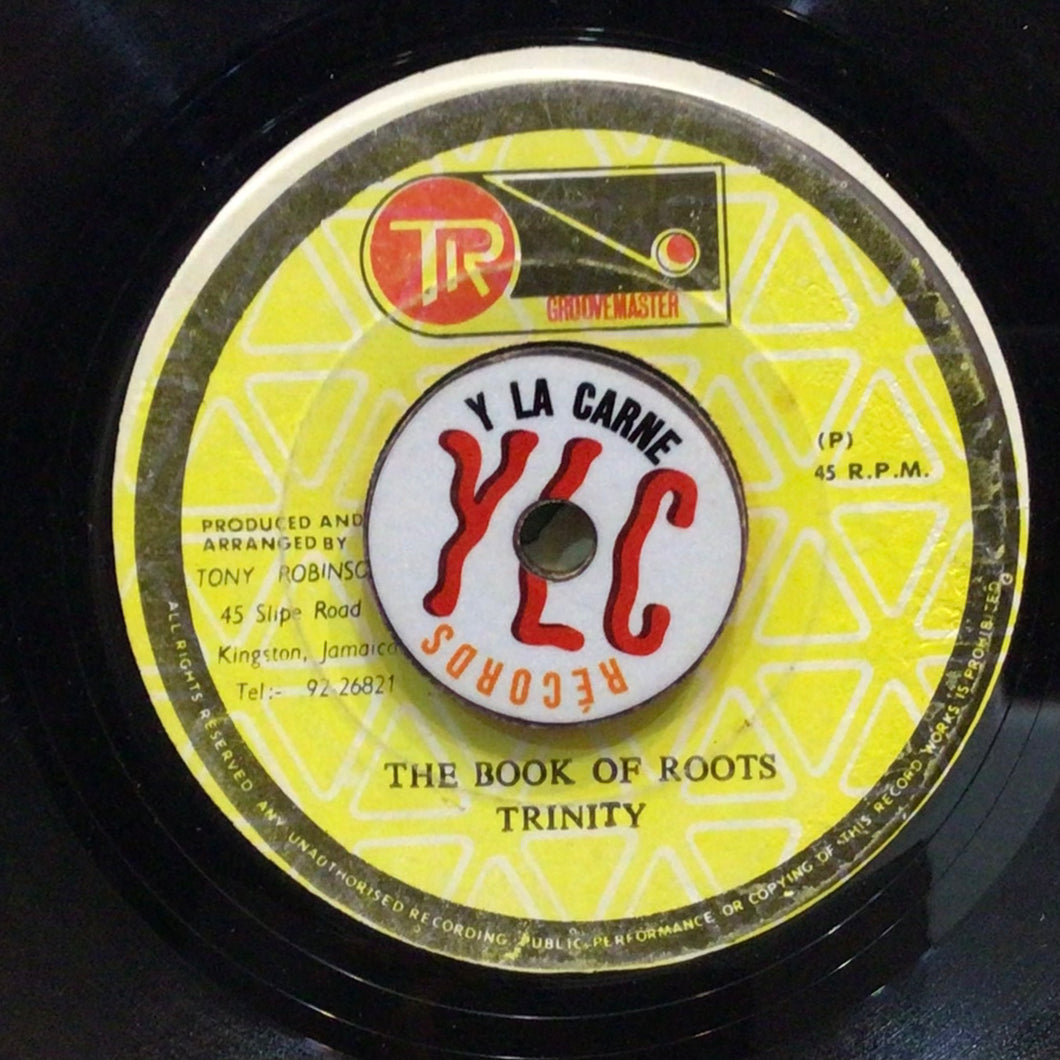 TR
GROOVEMASTER
Y LA CARNE
YLC
RÉCORDS
(P)
45 R.P.M.
PRODUCED AND
ARRANGED BY
TONY ROBINSO
45 Slipe Road
Kingston, Jamaica
Tel:- 92-26821
THE BOOK OF ROOTS
TRINITY
ALL RIGHTS RESERVED ANY UNAUTHORISED RECORDING PUBLIC PERFORMANCE OR COPYING OF THIS RECORD WORKS IS PROHIBITED